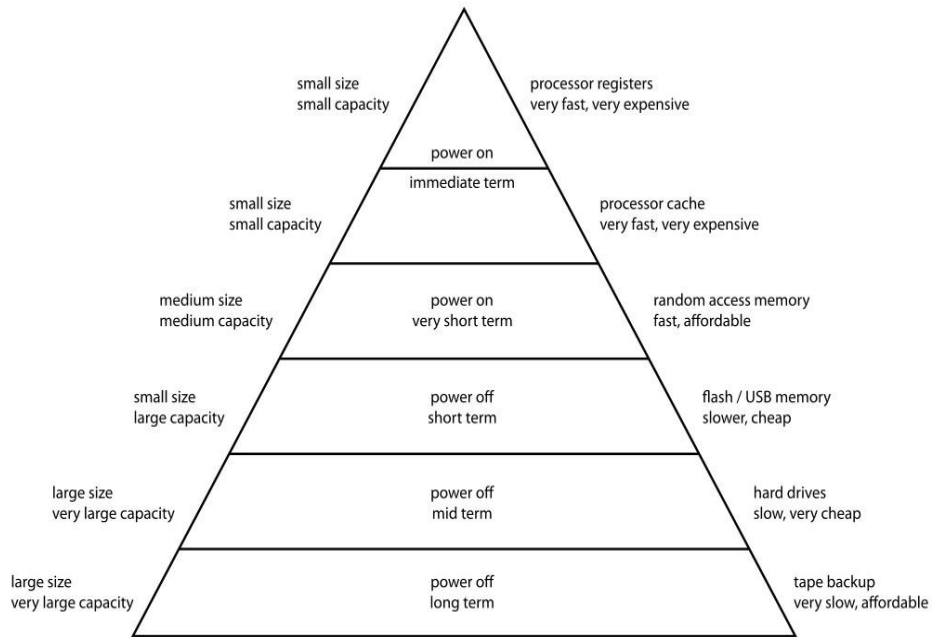 small size
small capacity
processor registers
very fast, very expensive
power on
immediate term
small size
small capacity
processor cache
very fast, very expensive
medium size
medium capacity
power on
very short term
random access memory
fast, affordable
small size
large capacity
power off
short term
flash / USB memory
slower, cheap
large size
very large capacity
power off
mid term
hard drives
slow, very cheap
large size
very large capacity
power off
long term
tape backup
very slow, affordable